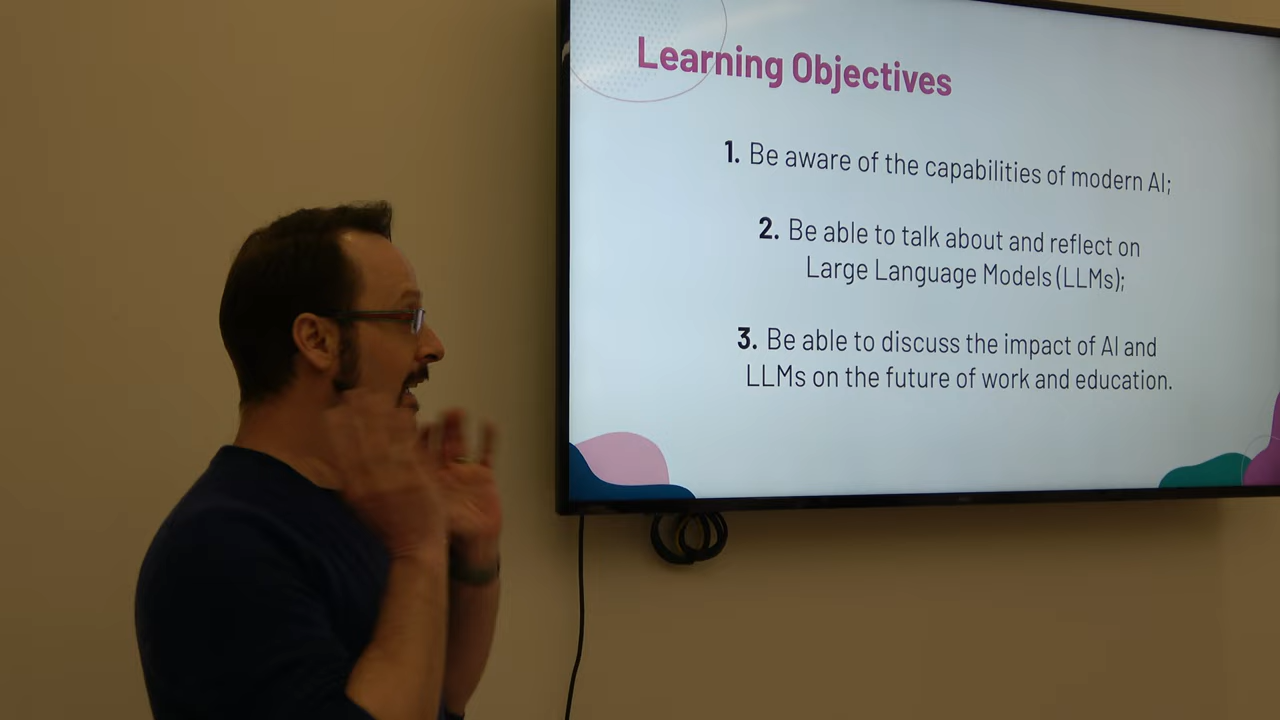 Learning Objectives
1. Be aware of the capabilities of modern AI;
2. Be able to talk about and reflect on
Large Language Models (LLMs);
3. Be able to discuss the impact of AI and
LLMs on the future of work and education.